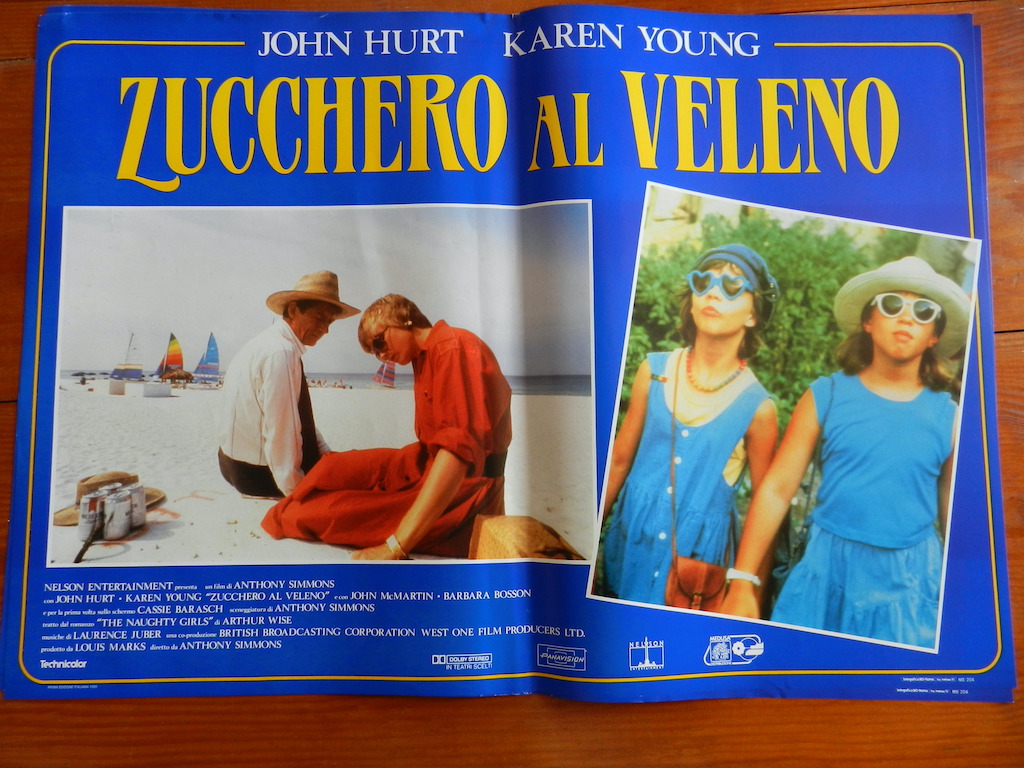 JOHN HURT KAREN YOUNG
ZUCCHERO AL VELENO
NELSON ENTERTAINMENT presenta un film di ANTHONY SIMMONS
con JOHN HURT · KAREN YOUNG "ZUCCHERO AL VELENO" e con JOHN McMARTIN · BARBARA BOSSON
e per la prima volta sullo schermo CASSIE BARASCH sceneggiatura di ANTHONY SIMMONS
tratto dal romanzo "THE NAUGHTY GIRLS" di ARTHUR WISE
musiche di LAURENCE JUBER una co-produzione BRITISH BROADCASTING CORPORATION WEST ONE FILM PRODUCERS LTD.
prodotto da LOUIS MARKS diretto da ANTHONY SIMMONS
Technicolor
DOLBY STEREO
IN TEATRI SCELTI
PANAVISION
NELSON
ENTERTAINMENT
MEDUSA